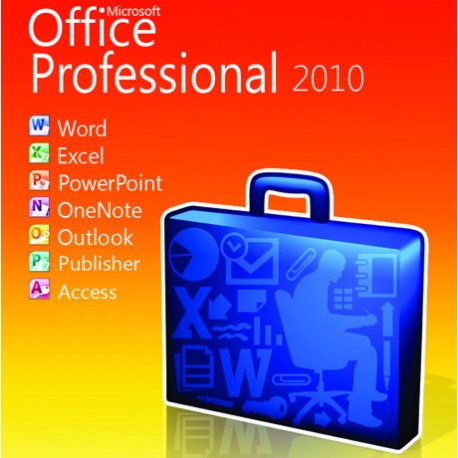 Microsoft
Office
Professional 2010
Word
Excel
PowerPoint
OneNote
Outlook
Publisher
Access
X
W